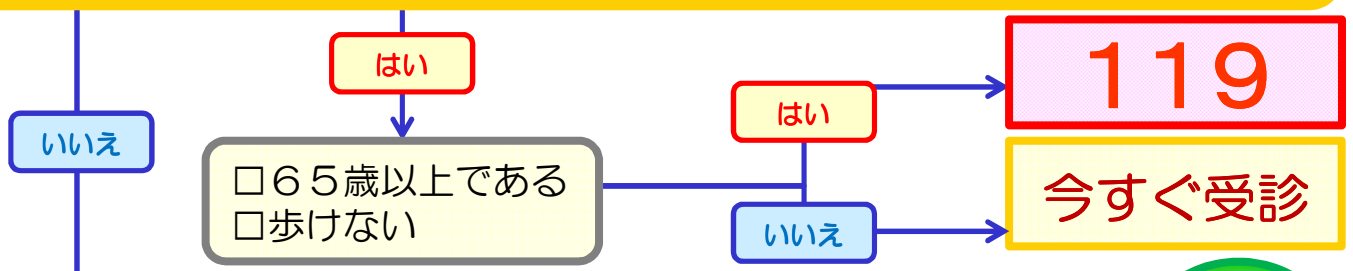 はい
119
はい
いいえ
□65歳以上である
□歩けない
今すぐ受診
いいえ